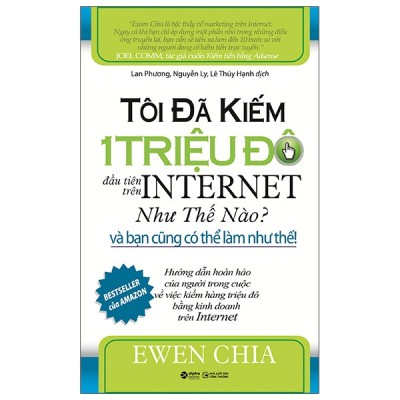 "Ewen Chia là bậc thầy về marketing trên Internet.
Ngay cả khi bạn chỉ áp dụng một phần nhỏ trong những điều
ông truyền lại, bạn vẫn sẽ tiến xa hơn đến 10 bước so với
những người đang cố kiếm tiền trực tuyến."
JOEL COMM, tác giả cuốn Kiếm tiền bằng Adsense
Lan Phương, Nguyễn Ly, Lê Thúy Hạnh dịch
TÔI ĐÃ KIẾM
1 TRIỆU ĐÔ
đầu tiên
trên INTERNET
Như Thế Nào?
và bạn cũng có thể làm như thế!
BESTSELLER
của AMAZON
Hướng dẫn hoàn hảo
của người trong cuộc
về việc kiếm hàng triệu đô
bằng kinh doanh
trên Internet
EWEN CHIA
alpha